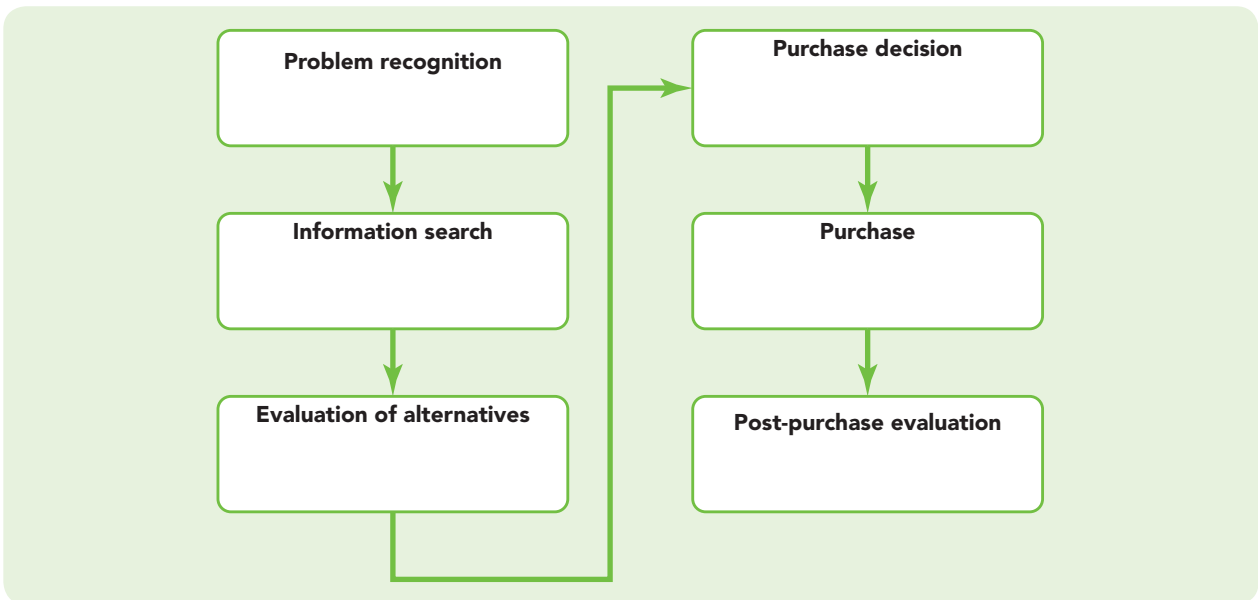 Problem recognition
Information search
Evaluation of alternatives
Purchase decision
Purchase
Post-purchase evaluation